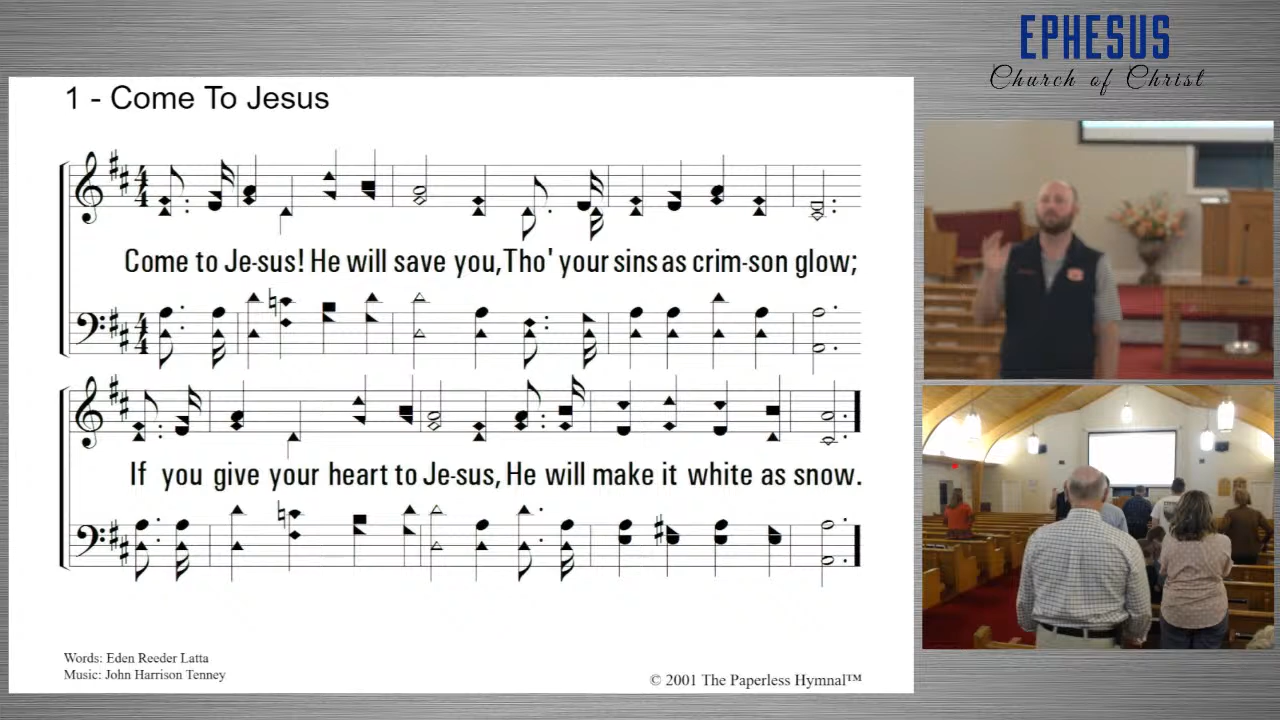 EPHESUS
Church of Christ
1 - Come To Jesus
Come to Je-sus! He will save you, Tho' your sins as crim-son glow;
If you give your heart to Je-sus, He will make it white as snow.
Words: Eden Reeder Latta
Music: John Harrison Tenney
© 2001 The Paperless Hymnal™